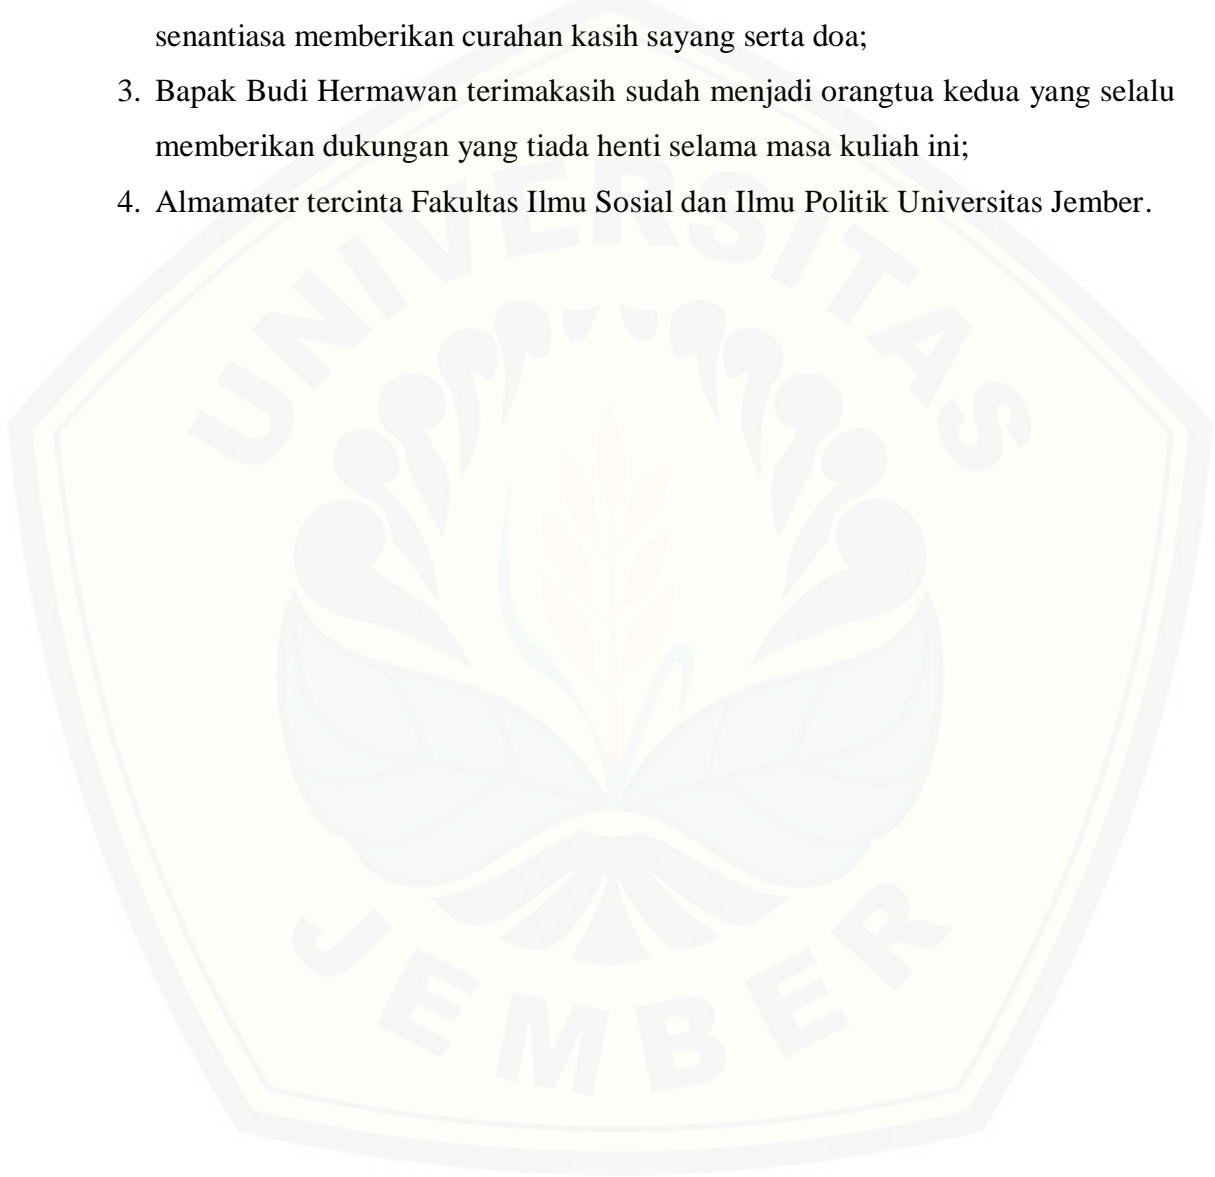 senantiasa memberikan curahan kasih sayang serta doa;
3. Bapak Budi Hermawan terimakasih sudah menjadi orangtua kedua yang selalu
memberikan dukungan yang tiada henti selama masa kuliah ini;
4. Almamater tercinta Fakultas Ilmu Sosial dan Ilmu Politik Universitas Jember.
UNIVERSITAS
JEMBER